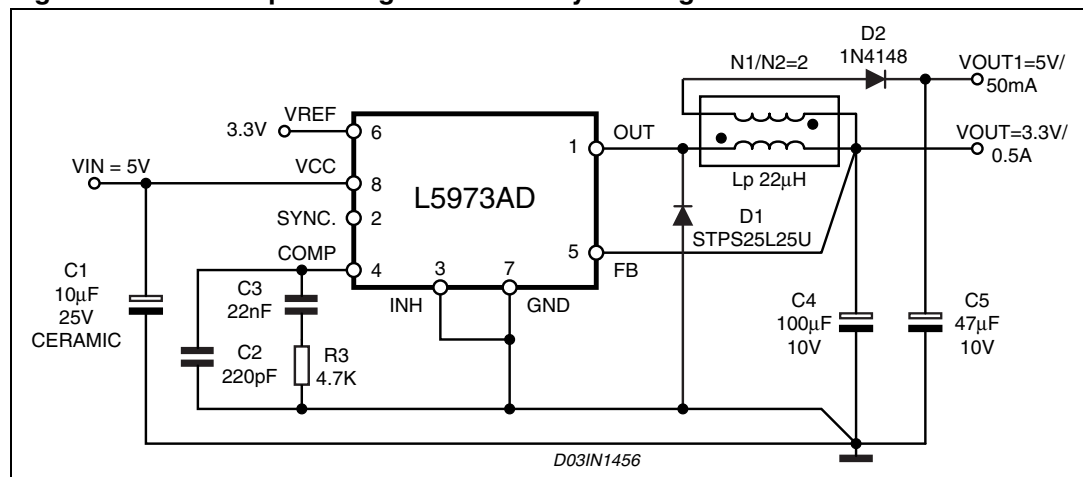 D2
1N4148
N1/N2=2
VOUT1=5V/
50mA
VREF
3.3V
6
1
OUT
VOUT=3.3V/
0.5A
VIN = 5V
VCC
8
L5973AD
Lp 22μH
SYNC.
2
D1
STPS25L25U
COMP
4
3
7
5
FB
INH
GND
C1
10μF
25V
CERAMIC
C3
22nF
C2
220pF
R3
4.7K
C4
100μF
10V
C5
47μF
10V
D03IN1456